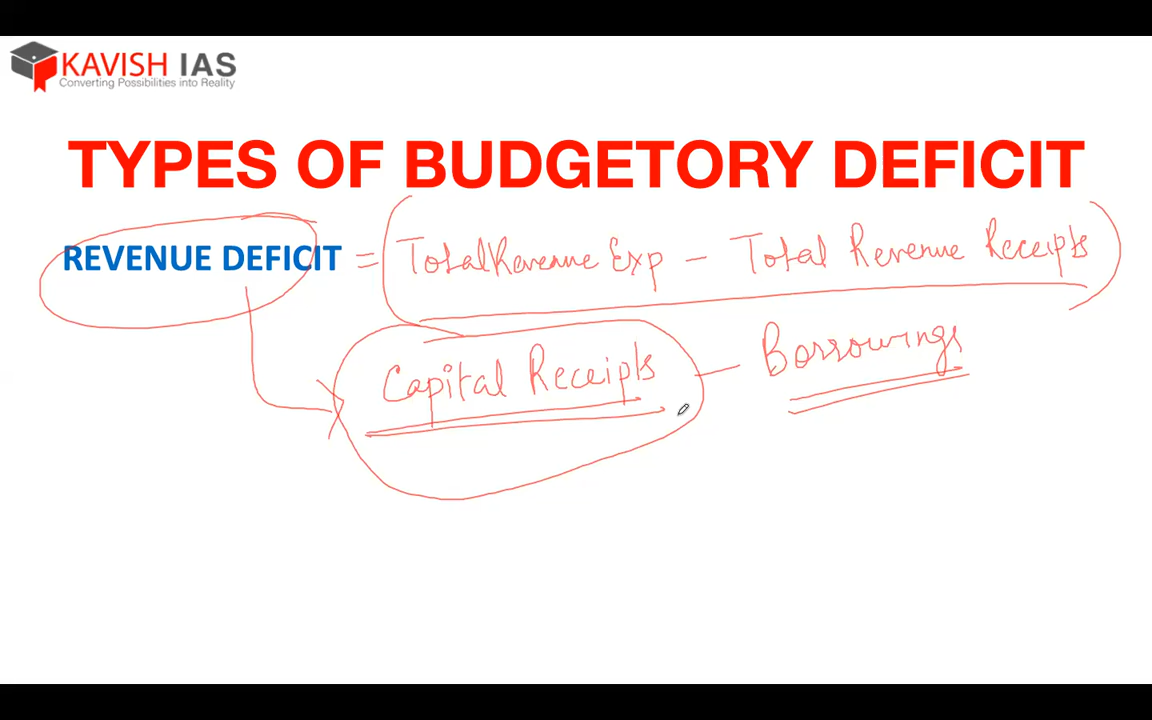 KAVISH IAS
Converting Possibilities into Reality
TYPES OF BUDGETORY DEFICIT
REVENUE DEFICIT = Total Revenue Exp - Total Revenue Receipts
Capital Receipts - Borrowings